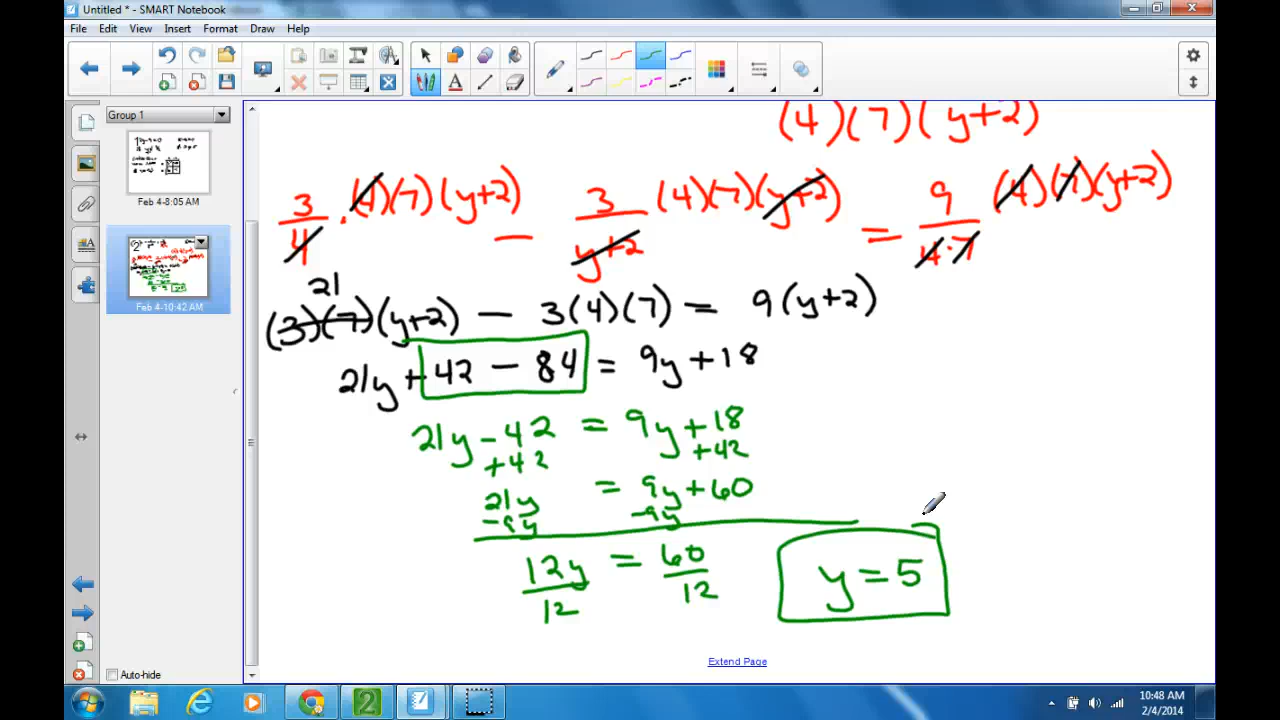 Untitled * - SMART Notebook
File Edit View Insert Format Draw Help
Group 1
Feb 4-8:05 AM
Feb 4-10:42 AM
(4)(7)(y+2)
3/4 · (4)(7)(y+2) − 3/(y+2) (4)(7)(y+2) = 9/(4·7) (4)(7)(y+2)
21
(3)(7)(y+2) − 3(4)(7) = 9(y+2)
21y + 42 − 84 = 9y + 18
21y − 42 = 9y + 18
+42 +42
21y = 9y + 60
−9y −9y
12y/12 = 60/12
y = 5
Extend Page
Auto-hide
10:48 AM
2/4/2014